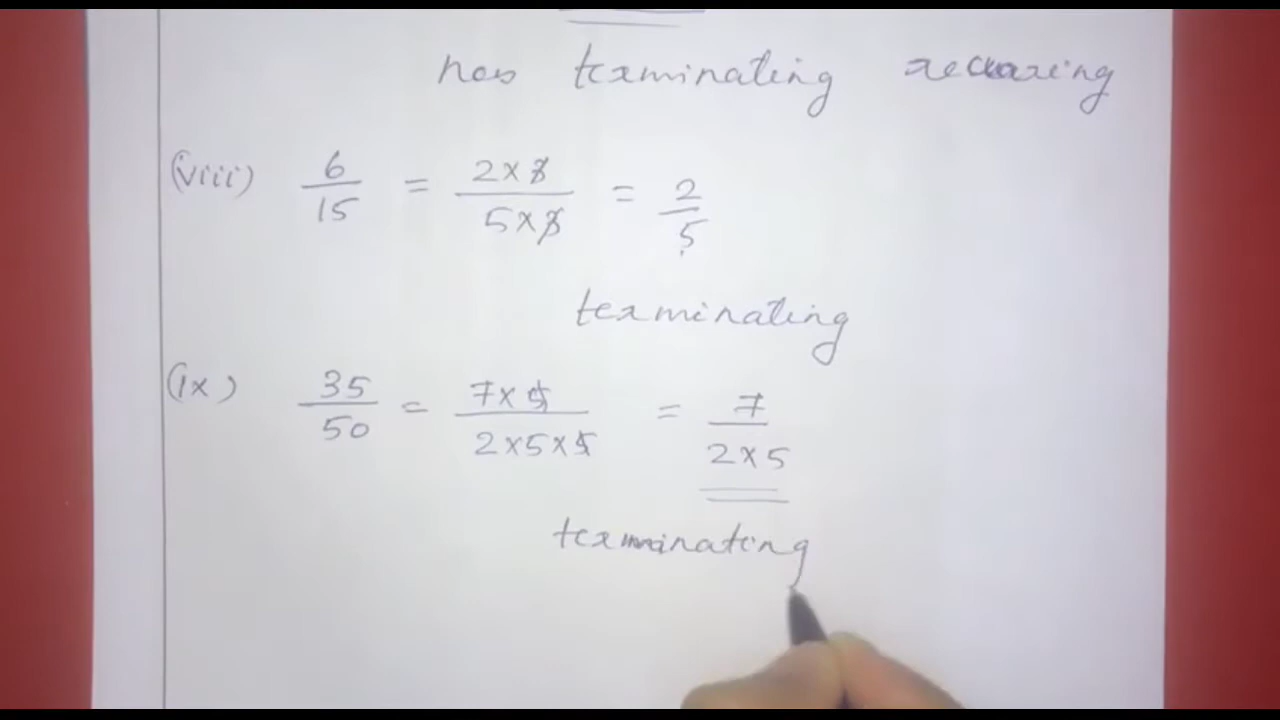 non terminating recurring
(viii) 6/15 = 2×3/5×3 = 2/5
terminating
(ix) 35/50 = 7×5/2×5×5 = 7/2×5
terminating